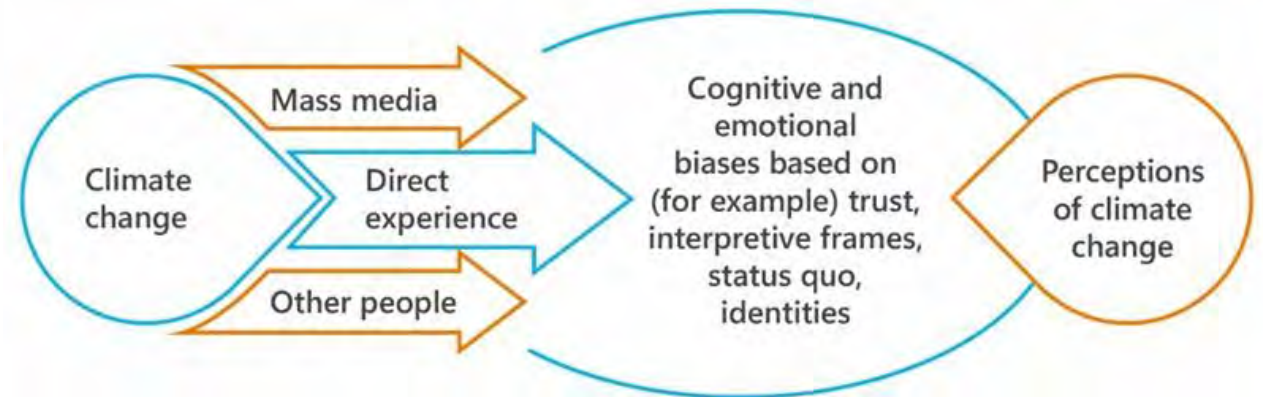 Climate
change
Mass media
Direct
experience
Other people
Cognitive and
emotional
biases based on
(for example) trust,
interpretive frames,
status quo,
identities
Perceptions
of climate
change